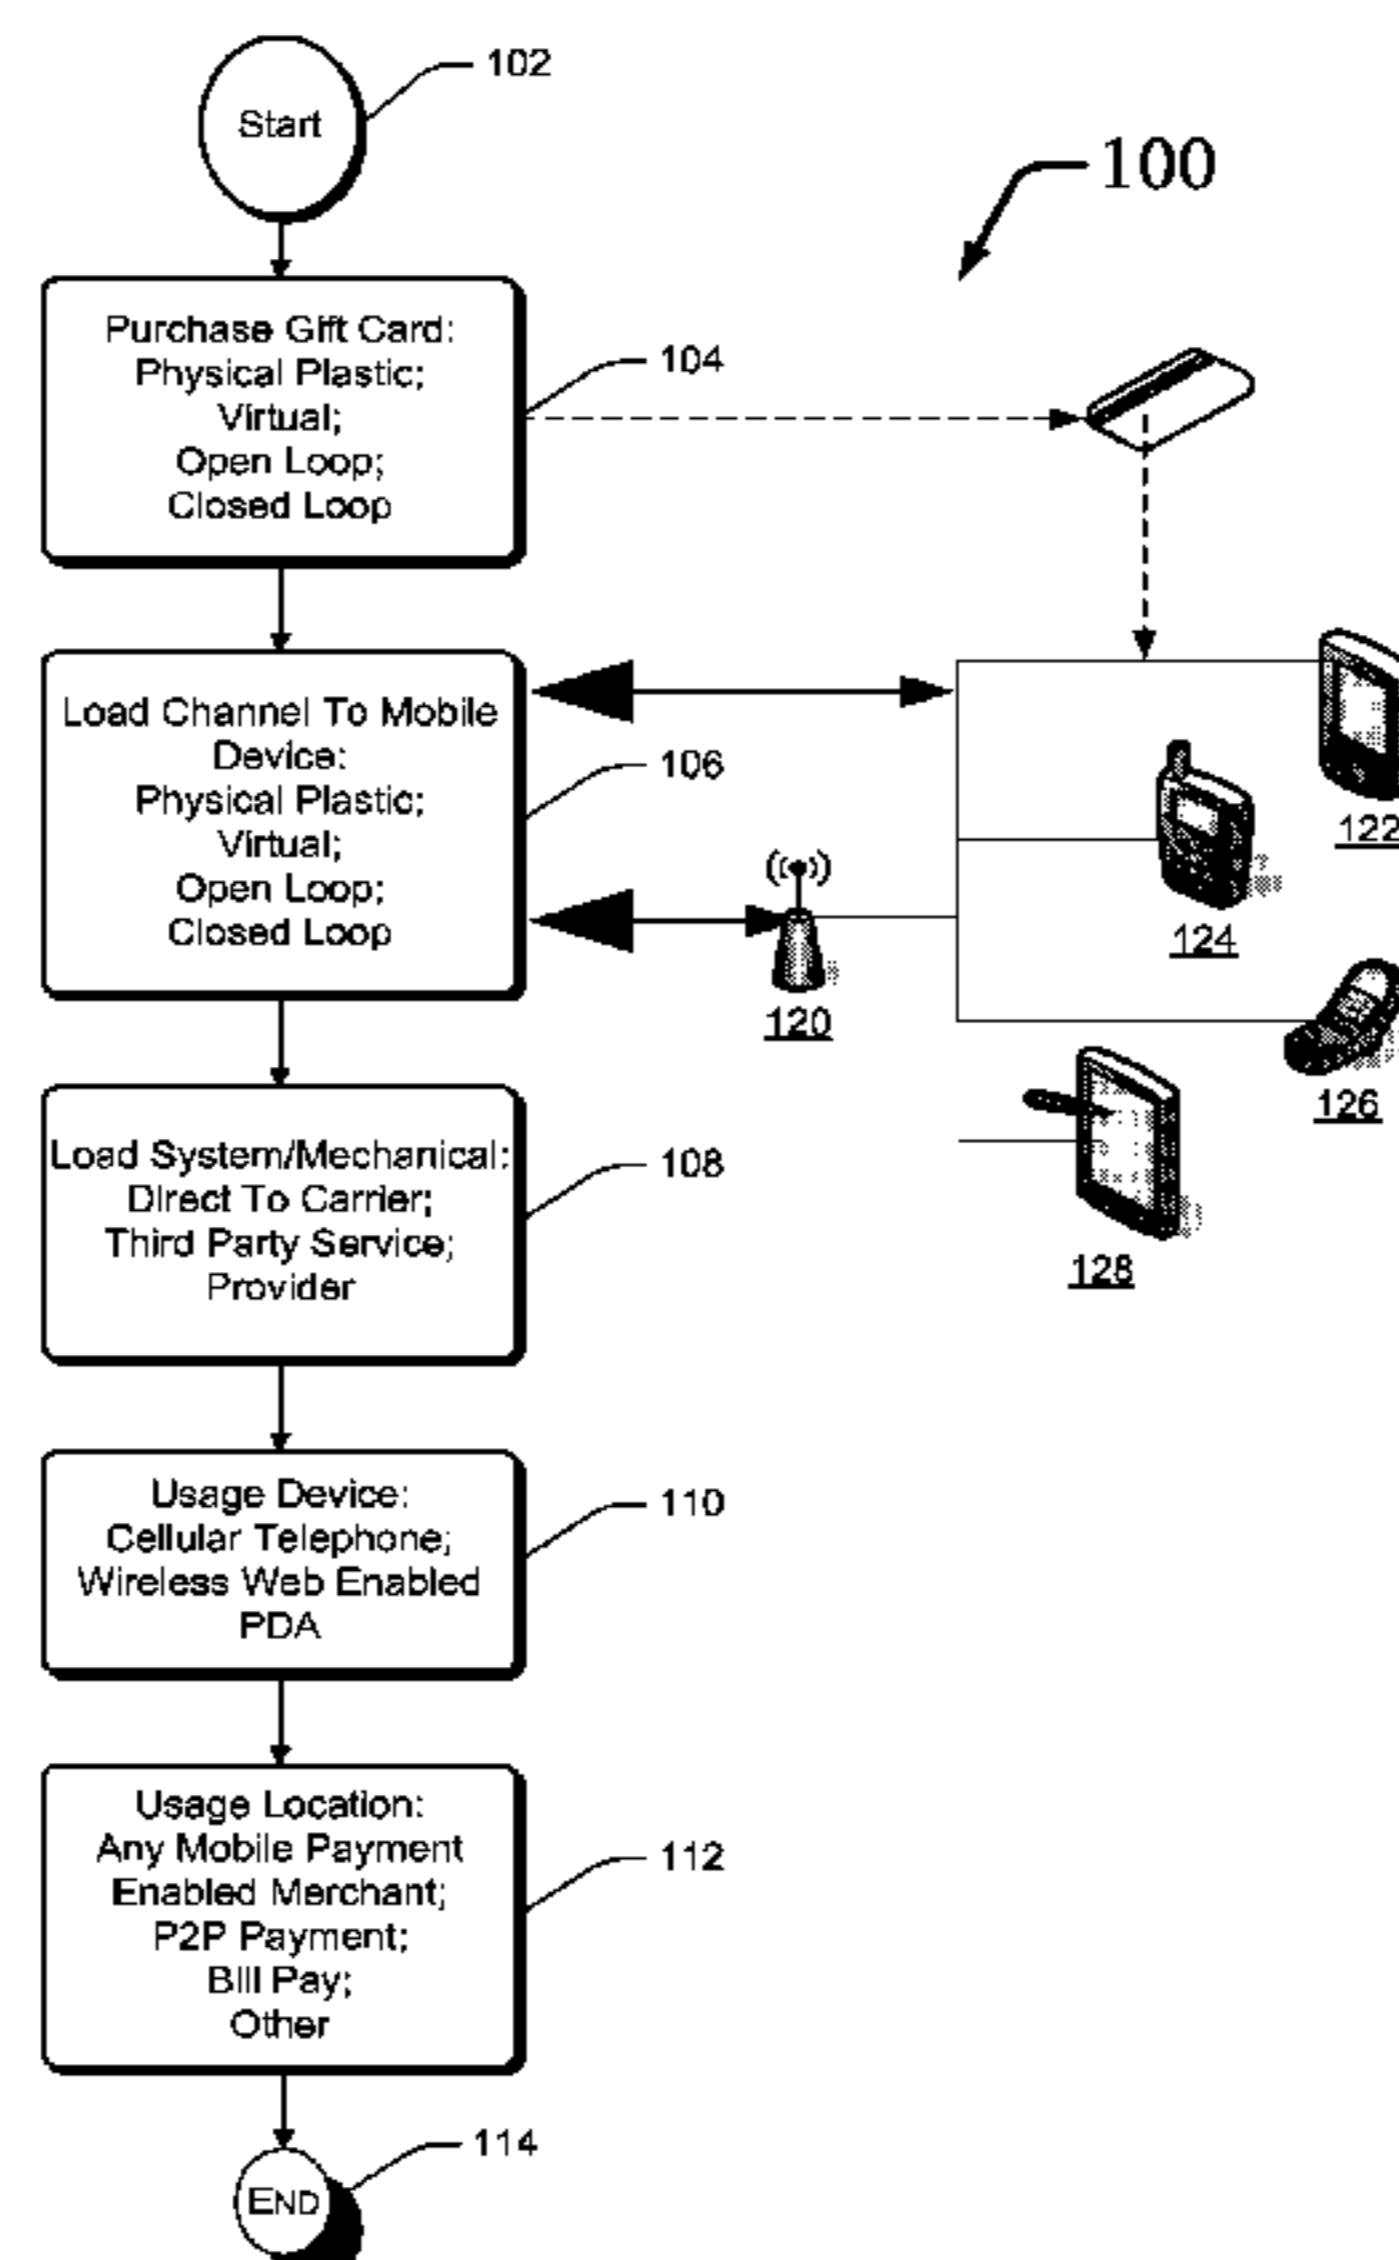 Start
102
100
Purchase Gift Card:
Physical Plastic;
Virtual;
Open Loop;
Closed Loop
104
Load Channel To Mobile
Device:
Physical Plastic;
Virtual;
Open Loop;
Closed Loop
106
120
122
124
126
128
Load System/Mechanical:
Direct To Carrier;
Third Party Service;
Provider
108
Usage Device:
Cellular Telephone;
Wireless Web Enabled
PDA
110
Usage Location:
Any Mobile Payment
Enabled Merchant;
P2P Payment;
Bill Pay;
Other
112
END
114